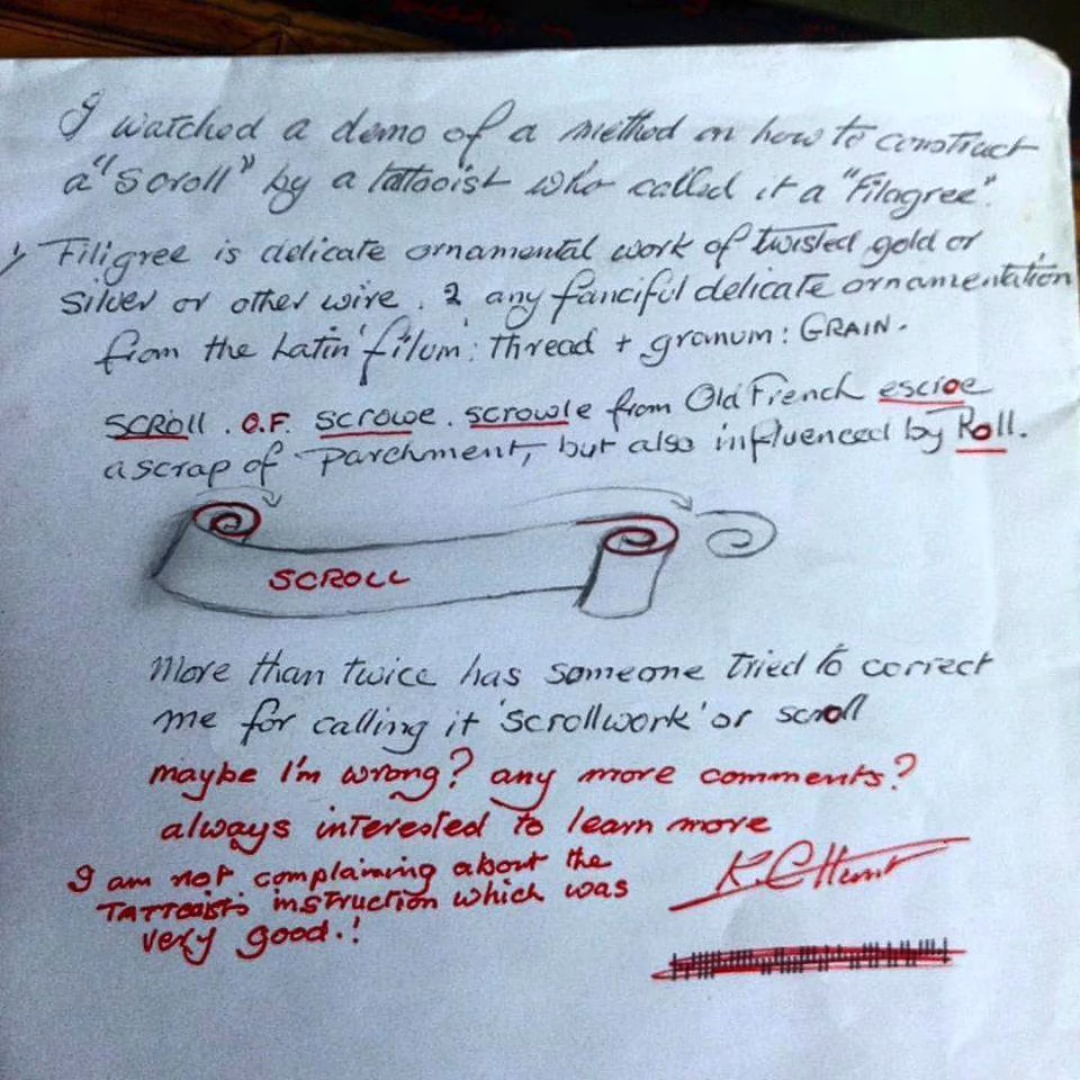 I watched a demo of a method on how to construct
a "Scroll" by a tattooist who called it a "Filagree".
1, Filigree is delicate ornamental work of twisted gold or
silver or other wire. 2 any fanciful delicate ornamentation
from the Latin 'filum': Thread + granum: GRAIN.
SCROLL. O.F. SCROWE. SCROWLE from Old French escroe
a scrap of parchment, but also influenced by Roll.
SCROLL
More than twice has someone tried to correct
me for calling it 'scrollwork' or scroll
maybe I'm wrong? any more comments?
always interested to learn more
I am not complaining about the
TATTOOISTS instruction which was
very good.!
K.C Hunt